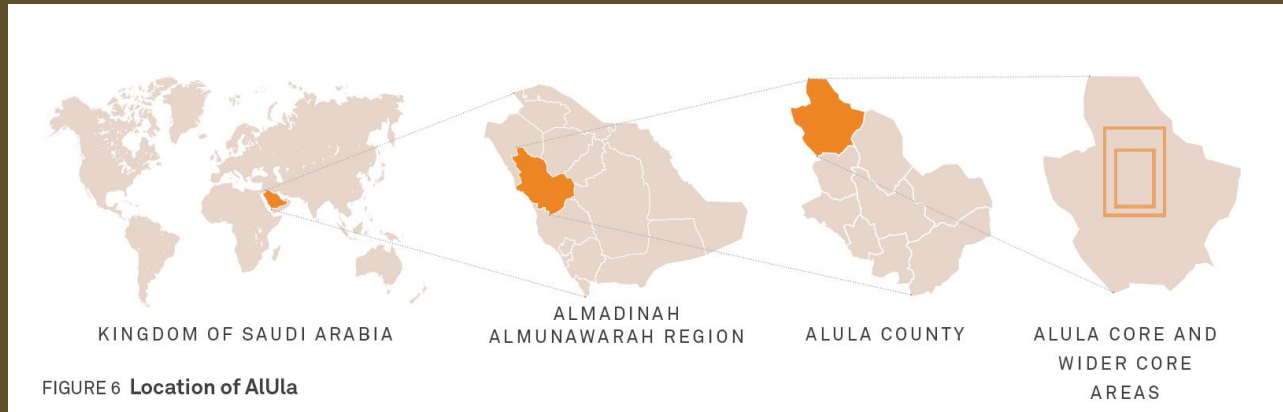 KINGDOM OF SAUDI ARABIA
ALMADINAH
ALMUNAWARAH REGION
ALULA COUNTY
ALULA CORE AND
WIDER CORE
AREAS
FIGURE 6 Location of AlUla